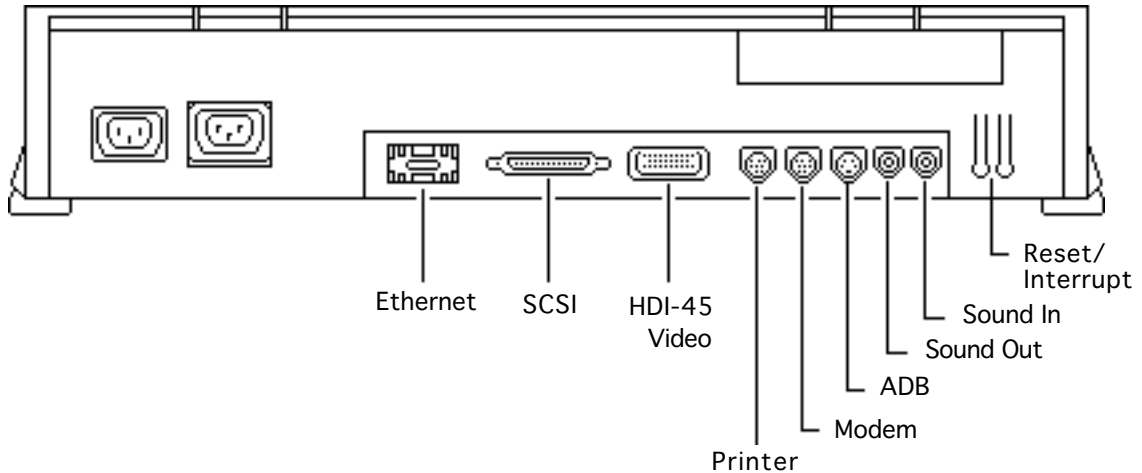 Ethernet
SCSI
HDI-45
Video
Printer
Modem
ADB
Sound Out
Sound In
Reset/
Interrupt